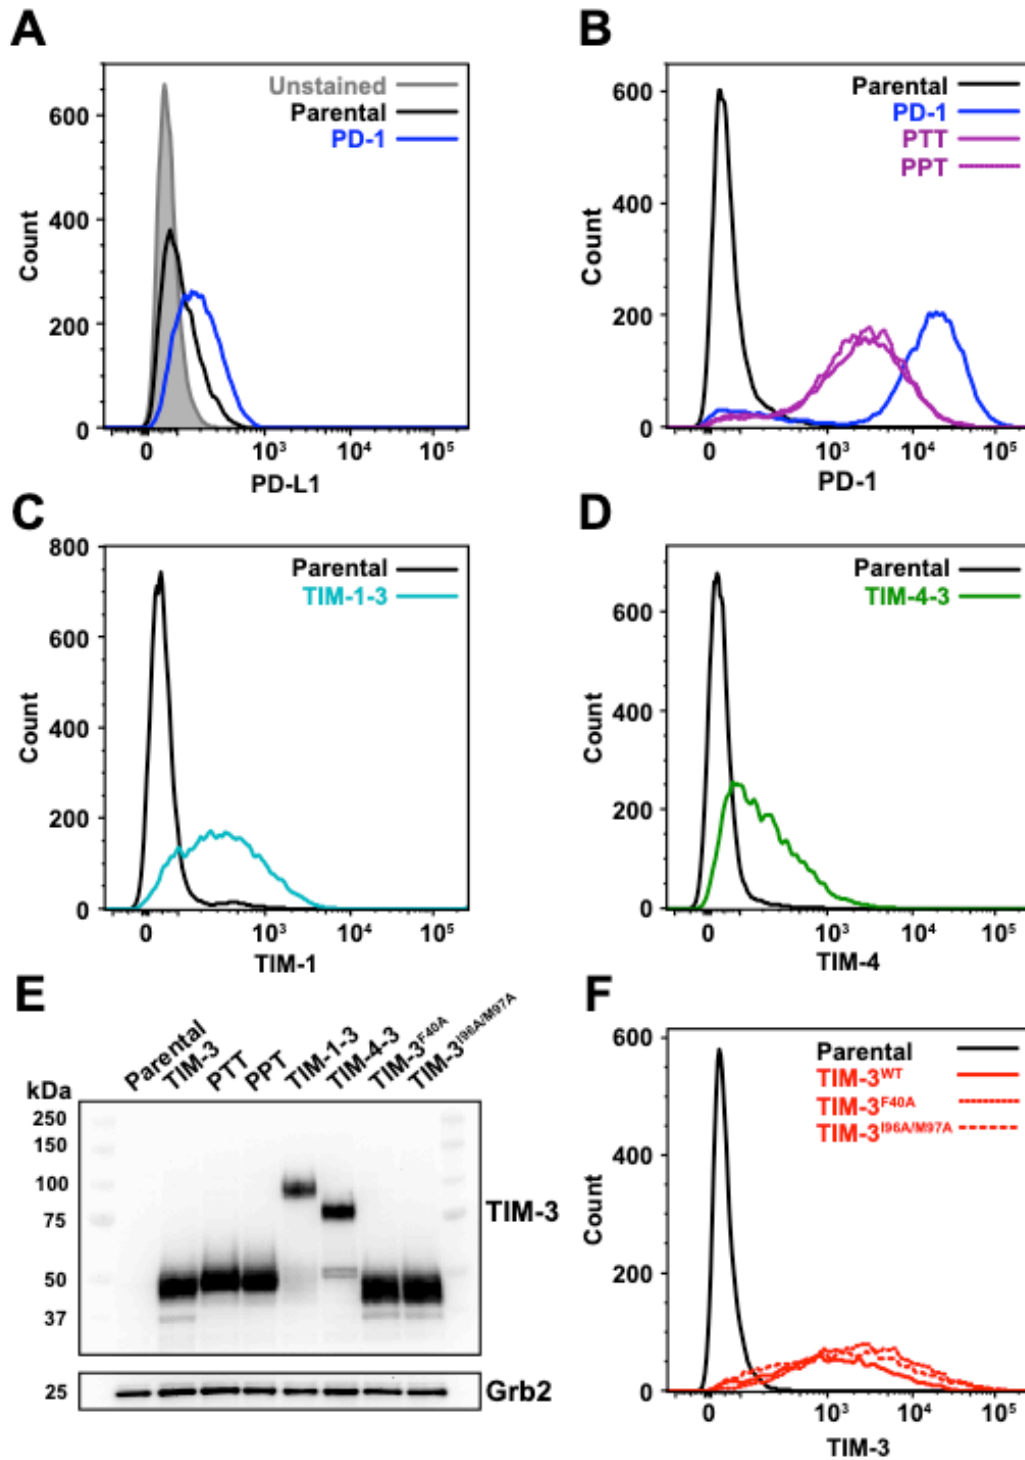 A
Unstained
Parental
PD-1
Count
600
400
200
0
0 10³ 10⁴ 10⁵
PD-L1
B
Parental
PD-1
PTT
PPT
Count
600
400
200
0
0 10³ 10⁴ 10⁵
PD-1
C
Parental
TIM-1-3
Count
800
600
400
200
0
0 10³ 10⁴ 10⁵
TIM-1
D
Parental
TIM-4-3
Count
600
400
200
0
0 10³ 10⁴ 10⁵
TIM-4
E
Parental TIM-3 PTT PPT TIM-1-3 TIM-4-3 TIM-3F40A TIM-3I96A/M97A
kDa
250
150
100
75
50
37
TIM-3
25
Grb2
F
Parental
TIM-3WT
TIM-3F40A
TIM-3I96A/M97A
Count
600
400
200
0
0 10³ 10⁴ 10⁵
TIM-3